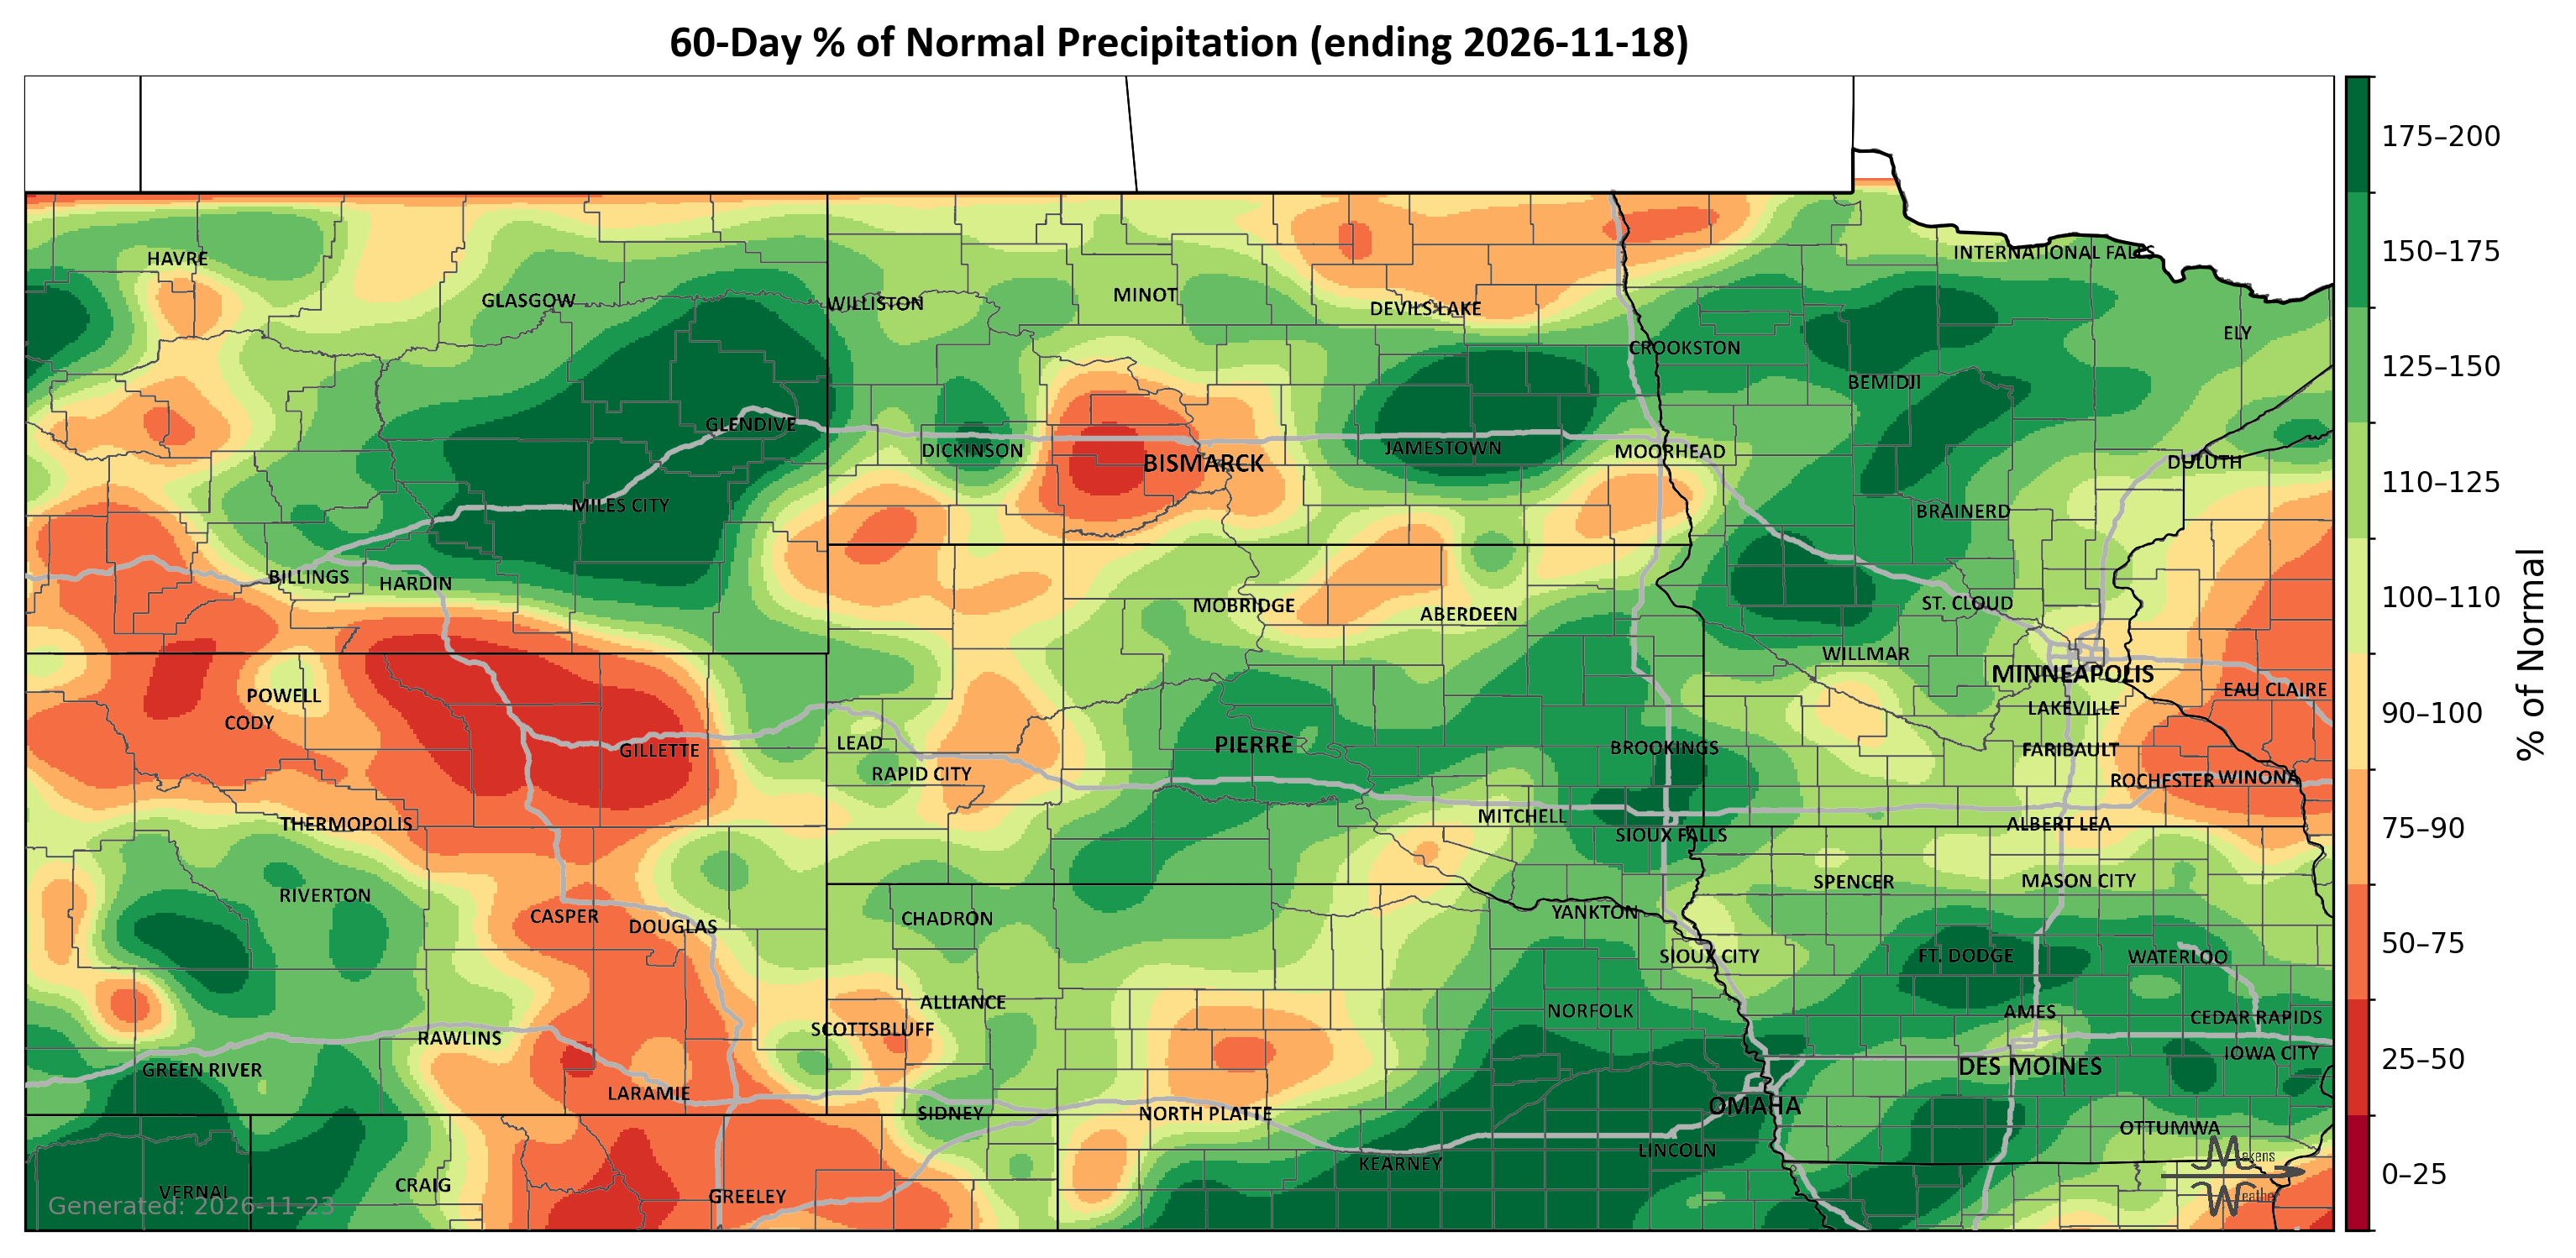 60-Day % of Normal Precipitation (ending 2026-11-18)
HAVRE
GLASGOW
WILLISTON
MINOT
DEVILS LAKE
INTERNATIONAL FALLS
ELY
CROOKSTON
BEMIDJI
GLENDIVE
DICKINSON
BISMARCK
JAMESTOWN
MOORHEAD
DULUTH
MILES CITY
BRAINERD
BILLINGS
HARDIN
MOBRIDGE
ABERDEEN
ST. CLOUD
WILLMAR
MINNEAPOLIS
POWELL
CODY
EAU CLAIRE
LAKEVILLE
GILLETTE
LEAD
PIERRE
BROOKINGS
FARIBAULT
RAPID CITY
ROCHESTER
WINONA
THERMOPOLIS
MITCHELL
SIOUX FALLS
ALBERT LEA
RIVERTON
SPENCER
MASON CITY
CASPER
DOUGLAS
CHADRON
YANKTON
SIOUX CITY
FT. DODGE
WATERLOO
ALLIANCE
NORFOLK
AMES
CEDAR RAPIDS
SCOTTSBLUFF
RAWLINS
IOWA CITY
GREEN RIVER
DES MOINES
LARAMIE
SIDNEY
NORTH PLATTE
OMAHA
OTTUMWA
LINCOLN
KEARNEY
VERNAL
CRAIG
GREELEY
Generated: 2026-11-23
Makens
Weather
175–200
150–175
125–150
110–125
100–110
90–100
75–90
50–75
25–50
0–25
% of Normal